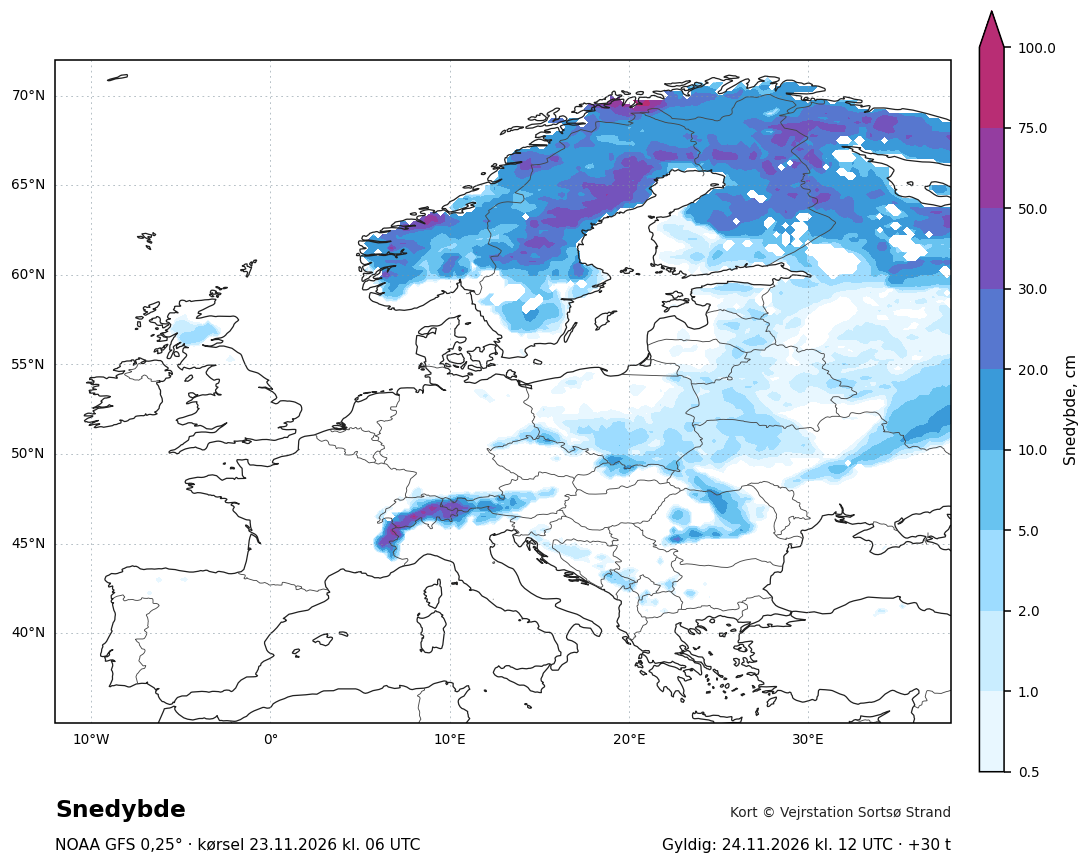 100.0
75.0
50.0
30.0
20.0
10.0
5.0
2.0
1.0
0.5
Snedybde, cm
70°N
65°N
60°N
55°N
50°N
45°N
40°N
10°W 0° 10°E 20°E 30°E
Snedybde
Kort © Vejrstation Sortsø Strand
NOAA GFS 0,25° · kørsel 23.11.2026 kl. 06 UTC
Gyldig: 24.11.2026 kl. 12 UTC · +30 t